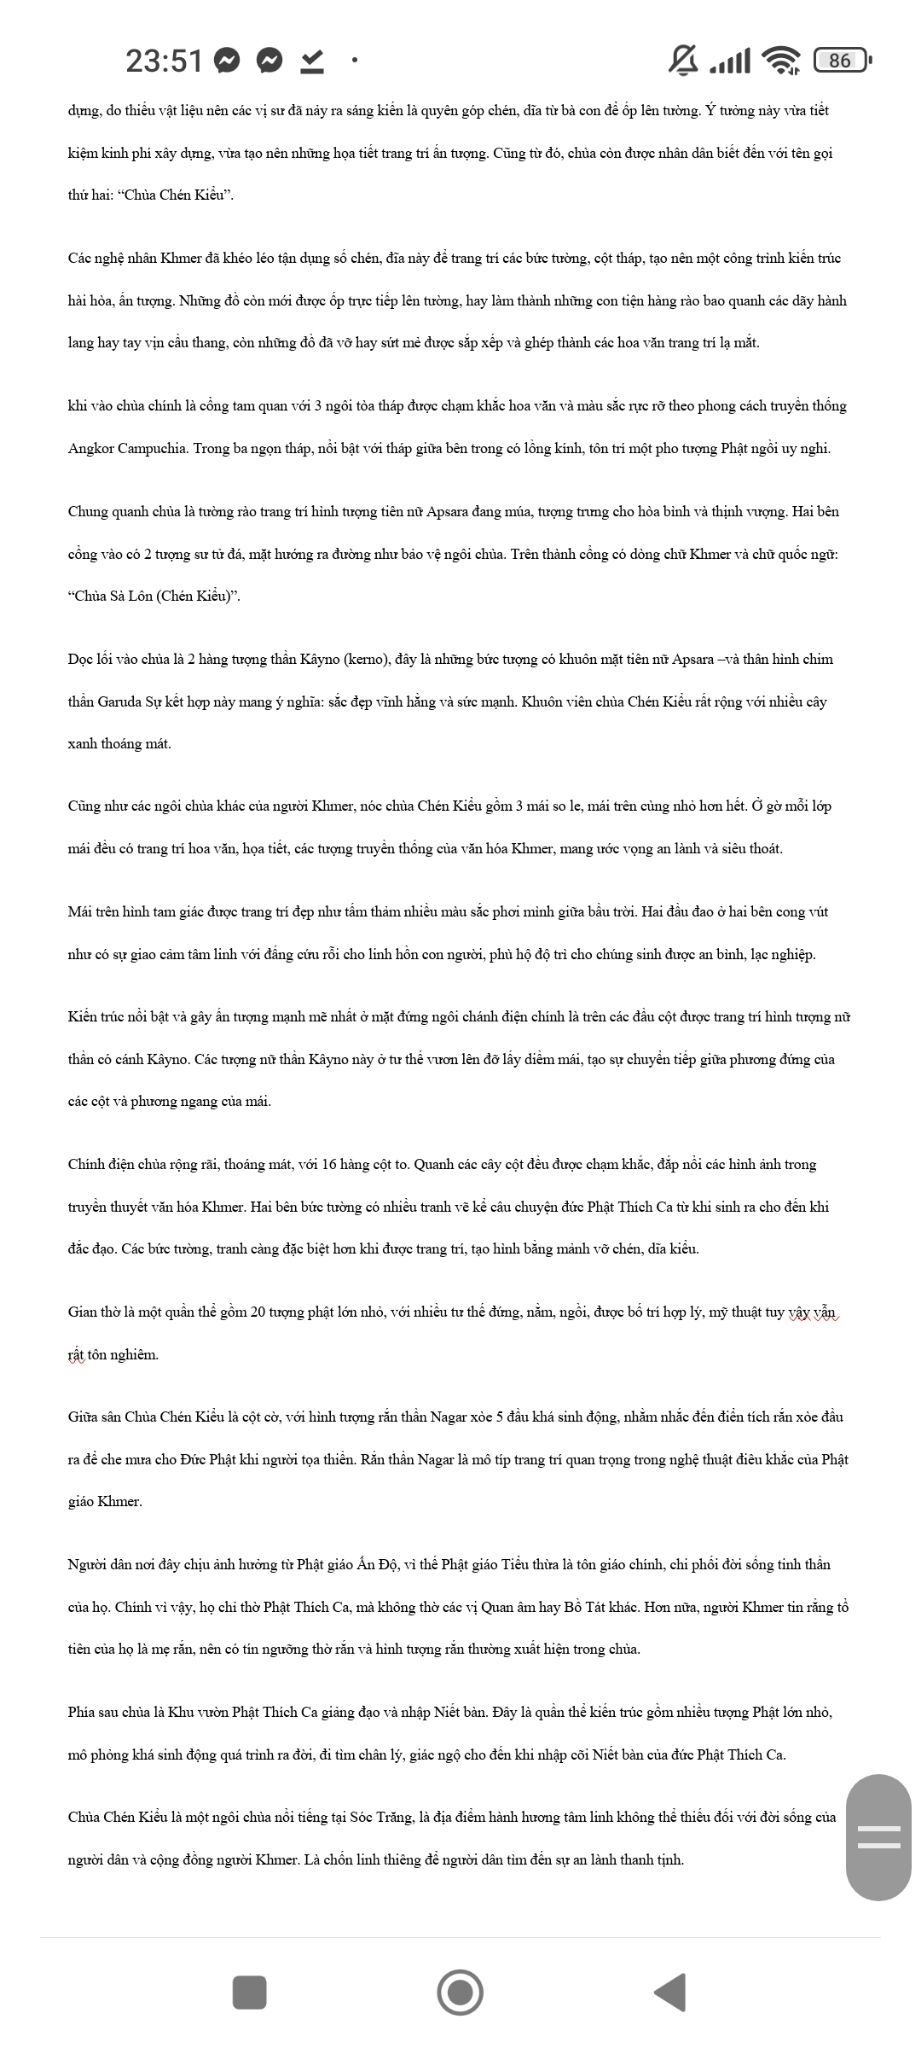 23:51
86
dựng, do thiếu vật liệu nên các vị sư đã nảy ra sáng kiến là quyên góp chén, dĩa từ bà con để ốp lên tường. Ý tưởng này vừa tiết
kiệm kinh phí xây dựng, vừa tạo nên những họa tiết trang trí ấn tượng. Cũng từ đó, chùa còn được nhân dân biết đến với tên gọi
thứ hai: “Chùa Chén Kiểu”.
Các nghệ nhân Khmer đã khéo léo tận dụng số chén, đĩa này để trang trí các bức tường, cột tháp, tạo nên một công trình kiến trúc
hài hòa, ấn tượng. Những đồ còn mới được ốp trực tiếp lên tường, hay làm thành những con tiện hàng rào bao quanh các dãy hành
lang hay tay vịn cầu thang, còn những đồ đã vỡ hay sứt mẻ được sắp xếp và ghép thành các hoa văn trang trí lạ mắt.
khi vào chùa chính là cổng tam quan với 3 ngôi tòa tháp được chạm khắc hoa văn và màu sắc rực rỡ theo phong cách truyền thống
Angkor Campuchia. Trong ba ngọn tháp, nổi bật với tháp giữa bên trong có lồng kính, tôn trí một pho tượng Phật ngồi uy nghi.
Chung quanh chùa là tường rào trang trí hình tượng tiên nữ Apsara đang múa, tượng trưng cho hòa bình và thịnh vượng. Hai bên
cổng vào có 2 tượng sư tử đá, mặt hướng ra đường như bảo vệ ngôi chùa. Trên thành cổng có dòng chữ Khmer và chữ quốc ngữ:
“Chùa Sà Lôn (Chén Kiểu)”.
Dọc lối vào chùa là 2 hàng tượng thần Kâyno (kerno), đây là những bức tượng có khuôn mặt tiên nữ Apsara –và thân hình chim
thần Garuda Sự kết hợp này mang ý nghĩa: sắc đẹp vĩnh hằng và sức mạnh. Khuôn viên chùa Chén Kiểu rất rộng với nhiều cây
xanh thoáng mát.
Cũng như các ngôi chùa khác của người Khmer, nóc chùa Chén Kiểu gồm 3 mái so le, mái trên cùng nhỏ hơn hết. Ở gờ mỗi lớp
mái đều có trang trí hoa văn, họa tiết, các tượng truyền thống của văn hóa Khmer, mang ước vọng an lành và siêu thoát.
Mái trên hình tam giác được trang trí đẹp như tấm thảm nhiều màu sắc phơi mình giữa bầu trời. Hai đầu đao ở hai bên cong vút
như có sự giao cảm tâm linh với đấng cứu rỗi cho linh hồn con người, phù hộ độ trì cho chúng sinh được an bình, lạc nghiệp.
Kiến trúc nổi bật và gây ấn tượng mạnh mẽ nhất ở mặt đứng ngôi chánh điện chính là trên các đầu cột được trang trí hình tượng nữ
thần có cánh Kâyno. Các tượng nữ thần Kâyno này ở tư thế vươn lên đỡ lấy diềm mái, tạo sự chuyển tiếp giữa phương đứng của
các cột và phương ngang của mái.
Chính điện chùa rộng rãi, thoáng mát, với 16 hàng cột to. Quanh các cây cột đều được chạm khắc, đắp nổi các hình ảnh trong
truyền thuyết văn hóa Khmer. Hai bên bức tường có nhiều tranh vẽ kể câu chuyện đức Phật Thích Ca từ khi sinh ra cho đến khi
đắc đạo. Các bức tường, tranh càng đặc biệt hơn khi được trang trí, tạo hình bằng mảnh vỡ chén, dĩa kiểu.
Gian thờ là một quần thể gồm 20 tượng phật lớn nhỏ, với nhiều tư thế đứng, nằm, ngồi, được bố trí hợp lý, mỹ thuật tuy vậy vẫn
rất tôn nghiêm.
Giữa sân Chùa Chén Kiểu là cột cờ, với hình tượng rắn thần Nagar xòe 5 đầu khá sinh động, nhằm nhắc đến điển tích rắn xòe đầu
ra để che mưa cho Đức Phật khi người tọa thiền. Rắn thần Nagar là mô típ trang trí quan trọng trong nghệ thuật điêu khắc của Phật
giáo Khmer.
Người dân nơi đây chịu ảnh hưởng từ Phật giáo Ấn Độ, vì thế Phật giáo Tiểu thừa là tôn giáo chính, chi phối đời sống tinh thần
của họ. Chính vì vậy, họ chỉ thờ Phật Thích Ca, mà không thờ các vị Quan âm hay Bồ Tát khác. Hơn nữa, người Khmer tin rằng tổ
tiên của họ là mẹ rắn, nên có tín ngưỡng thờ rắn và hình tượng rắn thường xuất hiện trong chùa.
Phía sau chùa là Khu vườn Phật Thích Ca giảng đạo và nhập Niết bàn. Đây là quần thể kiến trúc gồm nhiều tượng Phật lớn nhỏ,
mô phỏng khá sinh động quá trình ra đời, đi tìm chân lý, giác ngộ cho đến khi nhập cõi Niết bàn của đức Phật Thích Ca.
Chùa Chén Kiểu là một ngôi chùa nổi tiếng tại Sóc Trăng, là địa điểm hành hương tâm linh không thể thiếu đối với đời sống của
người dân và cộng đồng người Khmer. Là chốn linh thiêng để người dân tìm đến sự an lành thanh tịnh.